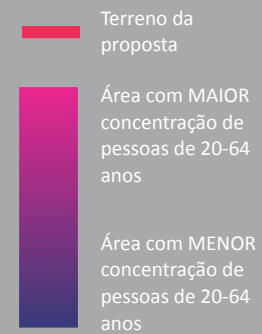 Terreno da
proposta
Área com MAIOR
concentração de
pessoas de 20-64
anos
Área com MENOR
concentração de
pessoas de 20-64
anos